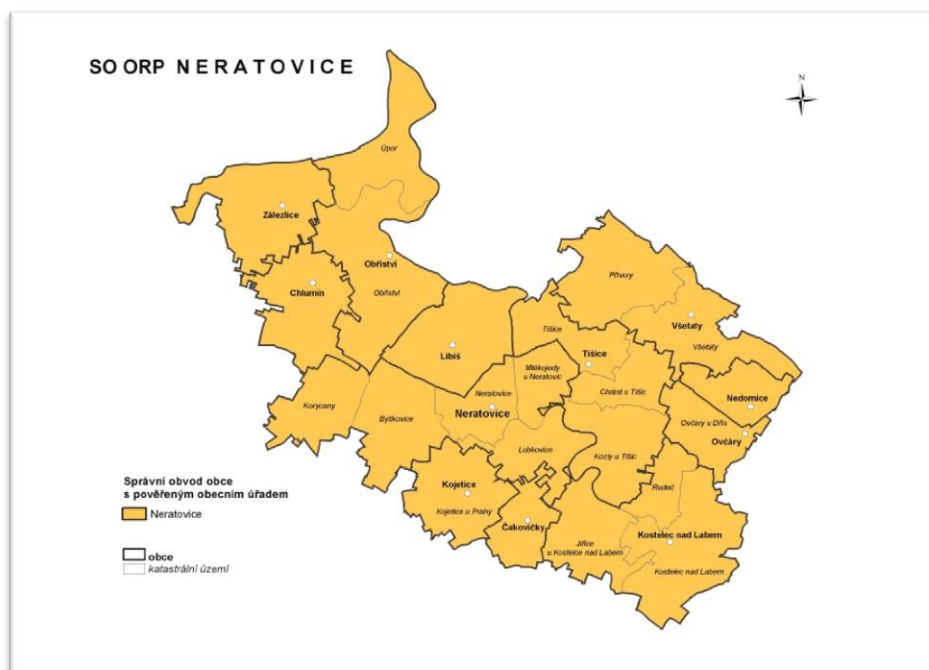 SO ORP NERATOVICE
N
Úpor
Zálezlice
Obříství
Obříství
Chlumín
Přívory
Všetaty
Všetaty
Tišice
Tišice
Libiš
Mlékojedy
u Neratovic
Chrást u Tišic
Nedomice
Korycany
Byškovice
Neratovice
Neratovice
Ovčáry u Dřís
Ovčáry
Lobkovice
Kozly u Tišic
Rudeč
Kojetice
Kojetice u Prahy
Čakovičky
Jiřice
u Kostelce nad Labem
Kostelec nad Labem
Kostelec nad Labem
Správní obvod obce
s pověřeným obecním úřadem
Neratovice
obce
katastrální území